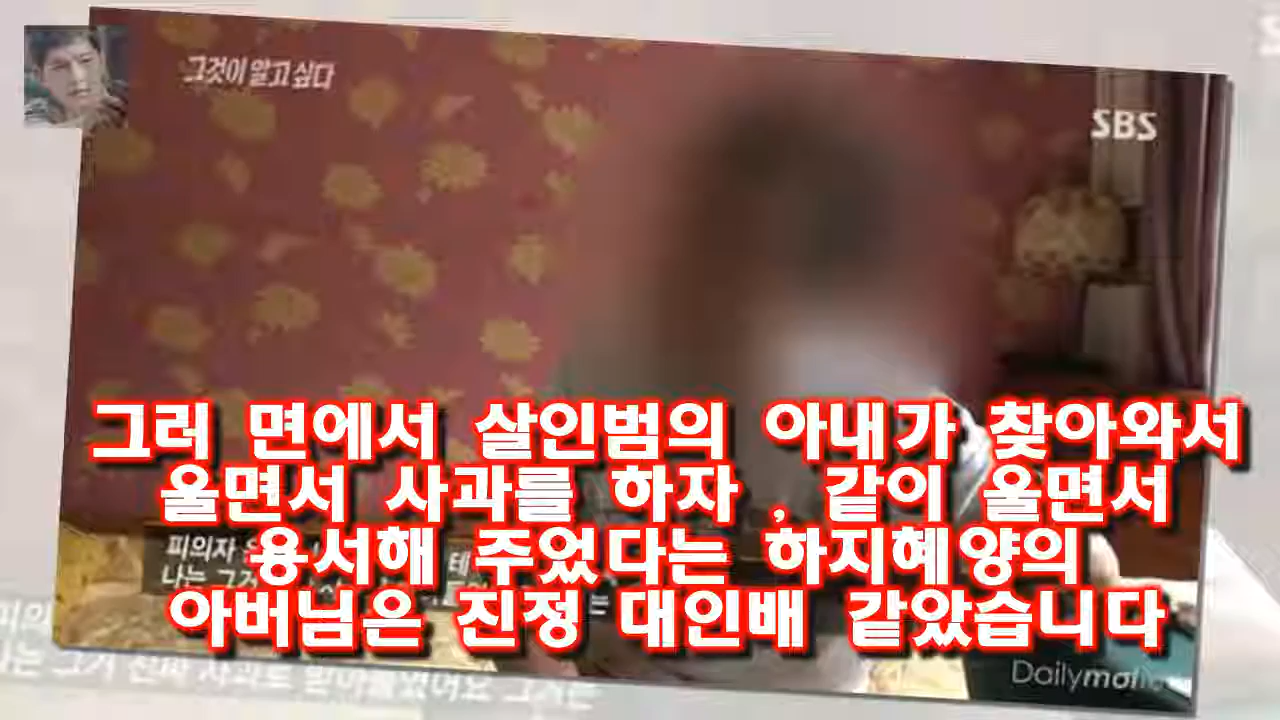 그것이 알고 싶다
SBS
그러 면에서 살인범의 아내가 찾아와서
울면서 사과를 하자 , 같이 울면서
용서해 주었다는 하지혜양의
아버님은 진정 대인배 같았습니다
피의자
나는 그거
는
Dailymotion